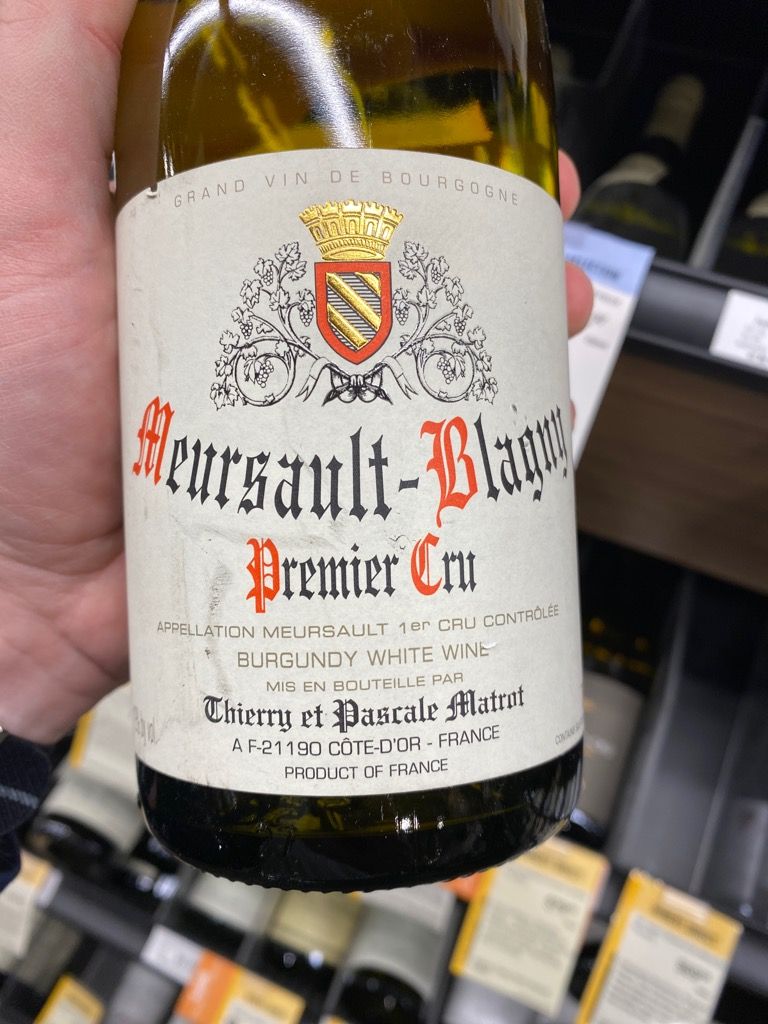 GRAND VIN DE BOURGOGNE
Meursault-Blagny
Premier Cru
APPELLATION MEURSAULT 1er CRU CONTRÔLÉE
BURGUNDY WHITE WINE
MIS EN BOUTEILLE PAR
Thierry et Pascale Matrot
A F-21190 CÔTE-D'OR - FRANCE
PRODUCT OF FRANCE